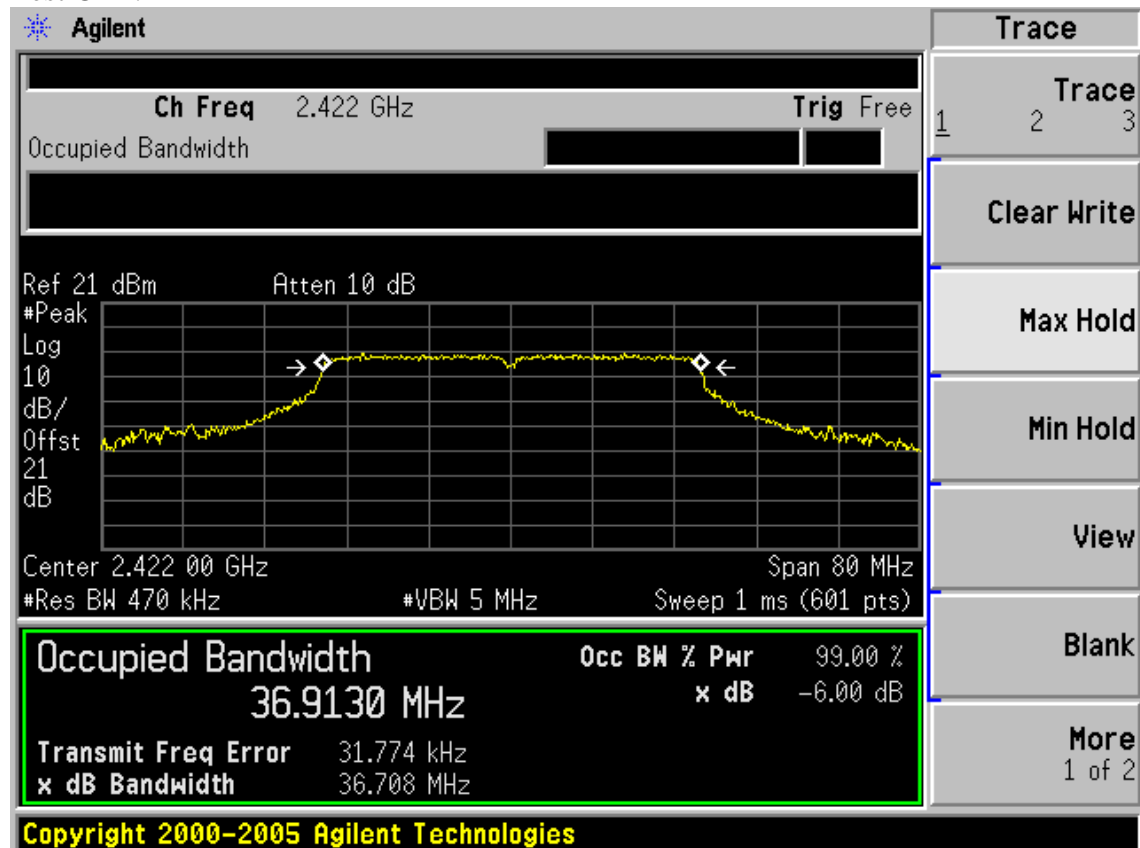 Agilent
Ch Freq 2.422 GHz Trig Free
Occupied Bandwidth
Ref 21 dBm Atten 10 dB
#Peak
Log
10
dB/
Offst
21
dB
Center 2.422 00 GHz Span 80 MHz
#Res BW 470 kHz #VBW 5 MHz Sweep 1 ms (601 pts)
Occupied Bandwidth
36.9130 MHz
Occ BW % Pwr 99.00 %
x dB -6.00 dB
Transmit Freq Error 31.774 kHz
x dB Bandwidth 36.708 MHz
Copyright 2000-2005 Agilent Technologies
Trace
Trace
1 2 3
Clear Write
Max Hold
Min Hold
View
Blank
More
1 of 2